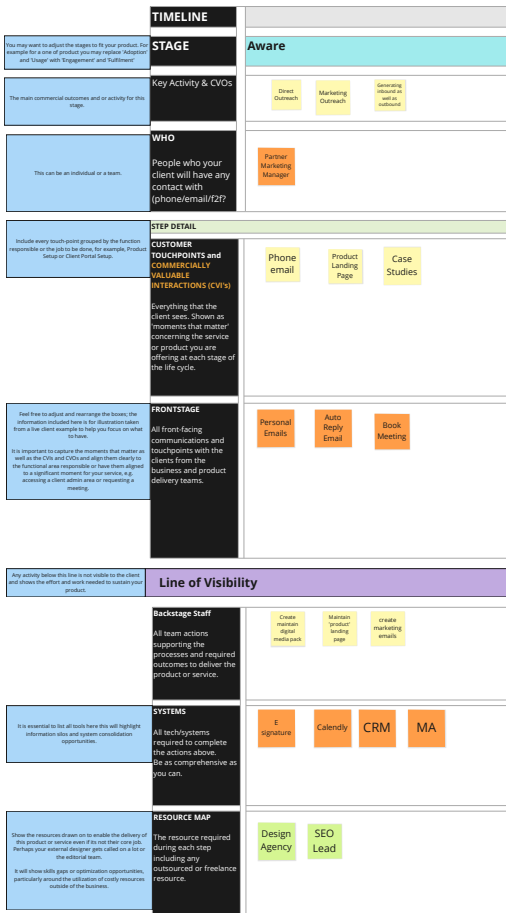 TIMELINE
You may want to adjust the stages to fit your product. For
example for a one of product you may replace 'Adoption'
and 'Usage' with 'Engagement' and 'Fulfilment'
STAGE
Aware
The main commercial outcomes and or activity for this
stage.
Key Activity & CVOs
Direct
Outreach
Marketing
Outreach
Generating
inbound as
well as
outbound
This can be an individual or a team.
WHO
People who your
client will have any
contact with
(phone/email/f2f?
Partner
Marketing
Manager
Include every touch-point grouped by the function
responsible or the job to be done, for example, Product
Setup or Client Portal Setup.
STEP DETAIL
CUSTOMER
TOUCHPOINTS and
COMMERCIALLY
VALUABLE
INTERACTIONS (CVI's)
Everything that the
client sees. Shown as
'moments that matter'
concerning the service
or product you are
offering at each stage of
the life cycle.
Phone
email
Product
Landing
Page
Case
Studies
Feel free to adjust and rearrange the boxes; the
information included here is for illustration taken
from a live client example to help you focus on what
to have.
It is important to capture the moments that matter as
well as the CVIs and CVOs and align them clearly to
the functional area responsible or have them aligned
to a significant moment for your service, e.g.
accessing a client admin area or requesting a
meeting.
FRONTSTAGE
All front-facing
communications and
touchpoints with the
clients from the
business and product
delivery teams.
Personal
Emails
Auto
Reply
Email
Book
Meeting
Any activity below this line is not visible to the client
and shows the effort and work needed to sustain your
product.
Line of Visibility
Backstage Staff
All team actions
supporting the
processes and required
outcomes to deliver the
product or service.
Create
maintain
digital
media pack
Maintain
'product'
landing
page
create
marketing
emails
It is essential to list all tools here this will highlight
information silos and system consolidation
opportunities.
SYSTEMS
All tech/systems
required to complete
the actions above.
Be as comprehensive as
you can.
E
signature
Calendly
CRM
MA
Show the resources drawn on to enable the delivery of
this product or service even if its not their core job.
Perhaps your external designer gets called on a lot or
the editorial team.
It will show skills gaps or optimization opportunities,
particularly around the utilization of costly resources
outside of the business.
RESOURCE MAP
The resource required
during each step
including any
outsourced or freelance
resource.
Design
Agency
SEO
Lead